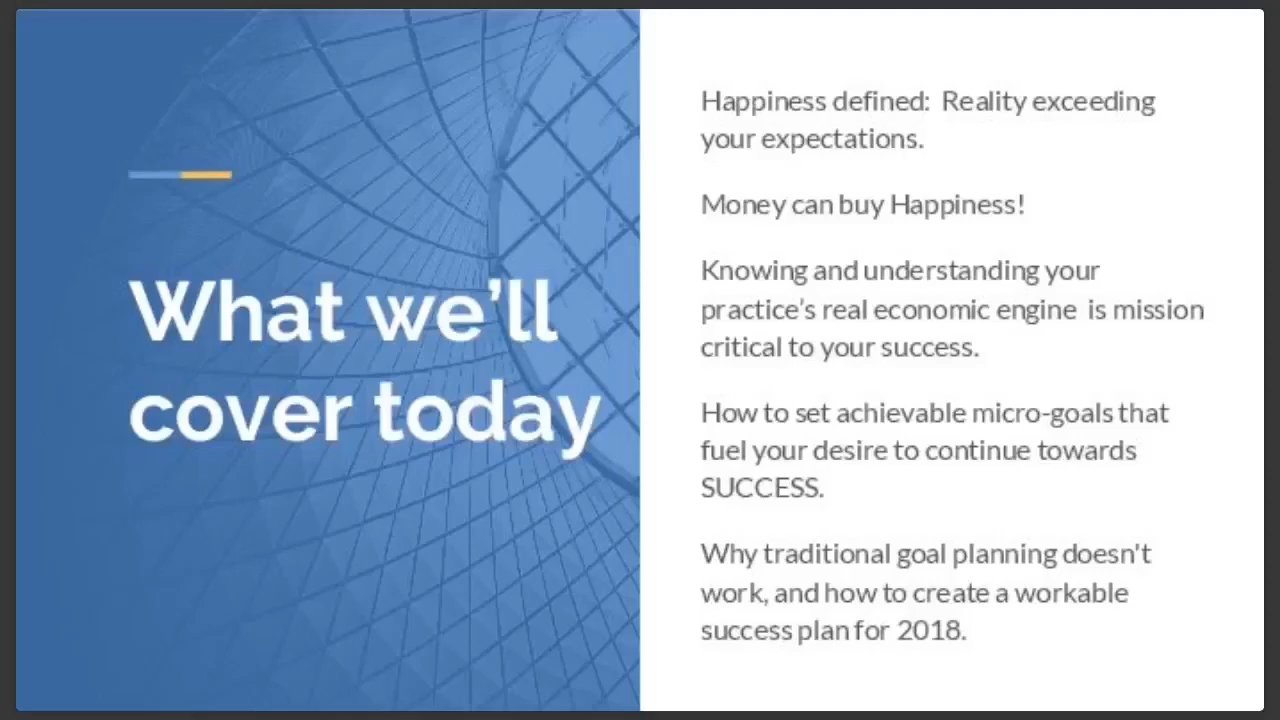 What we’ll
cover today
Happiness defined:  Reality exceeding
your expectations.
Money can buy Happiness!
Knowing and understanding your
practice’s real economic engine  is mission
critical to your success.
How to set achievable micro-goals that
fuel your desire to continue towards
SUCCESS.
Why traditional goal planning doesn't
work, and how to create a workable
success plan for 2018.